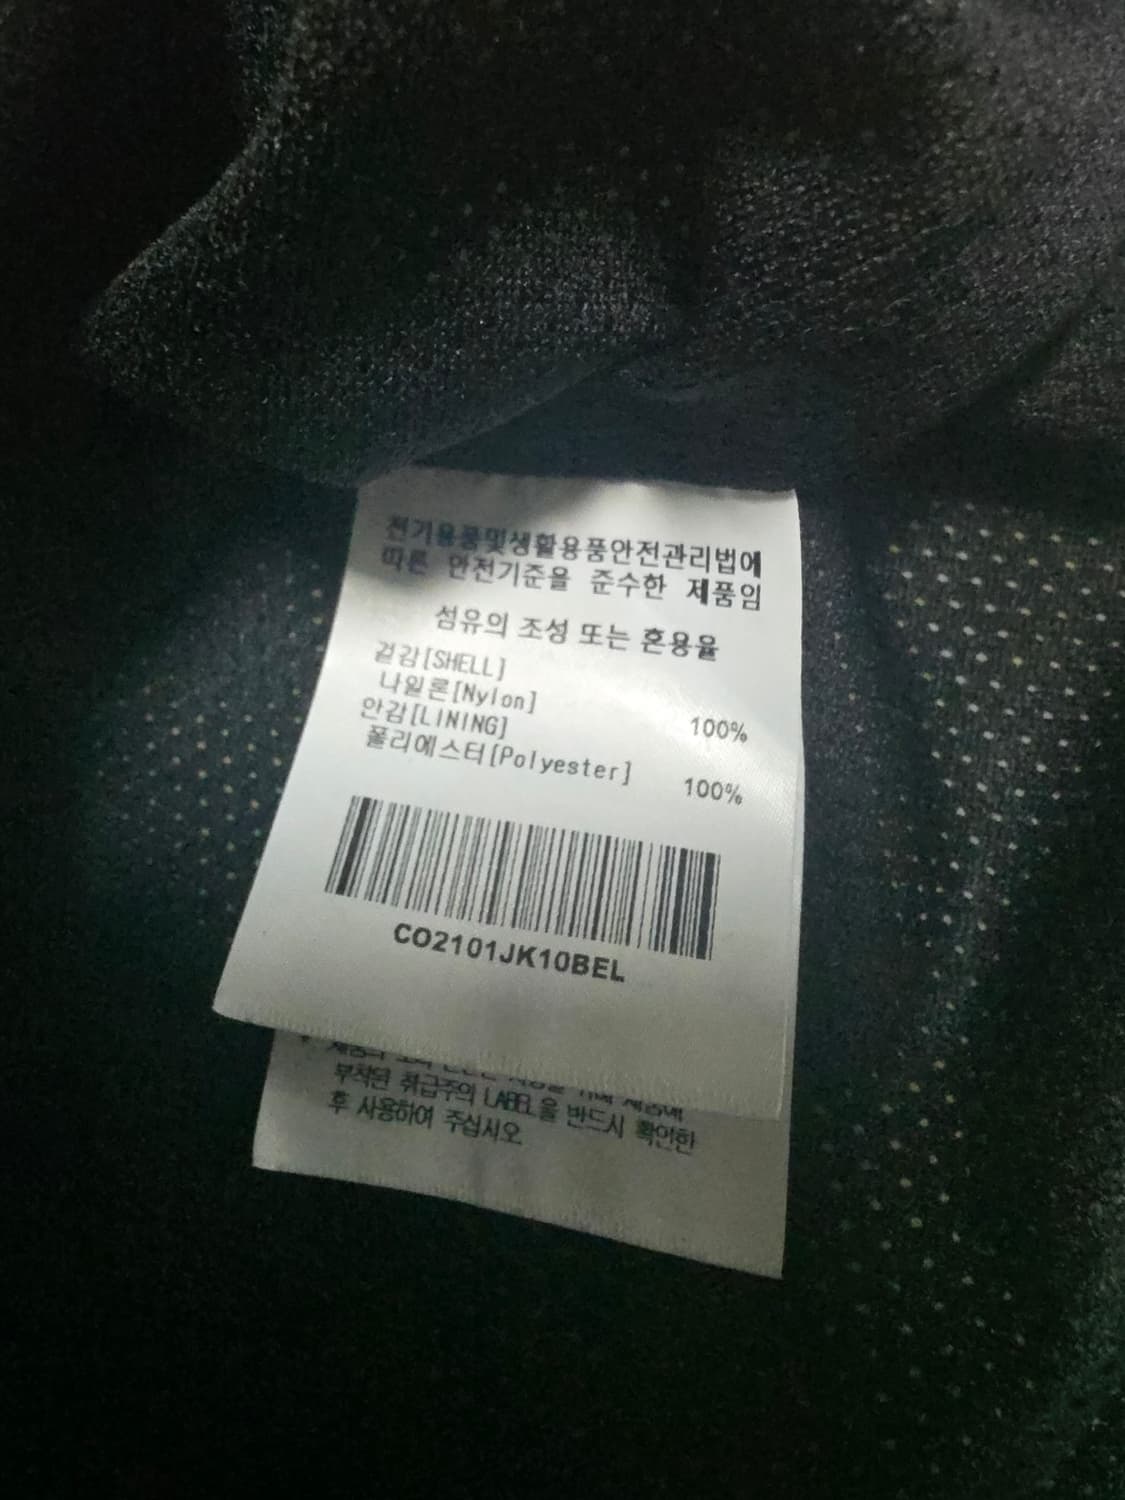 전기용품및생활용품안전관리법에
따른 안전기준을 준수한 제품임
섬유의 조성 또는 혼용율
겉감[SHELL]
나일론[Nylon] 100%
안감[LINING]
폴리에스터[Polyester] 100%
CO2101JK10BEL
부착된 취급주의 LABEL을 반드시 확인한
후 사용하여 주십시오